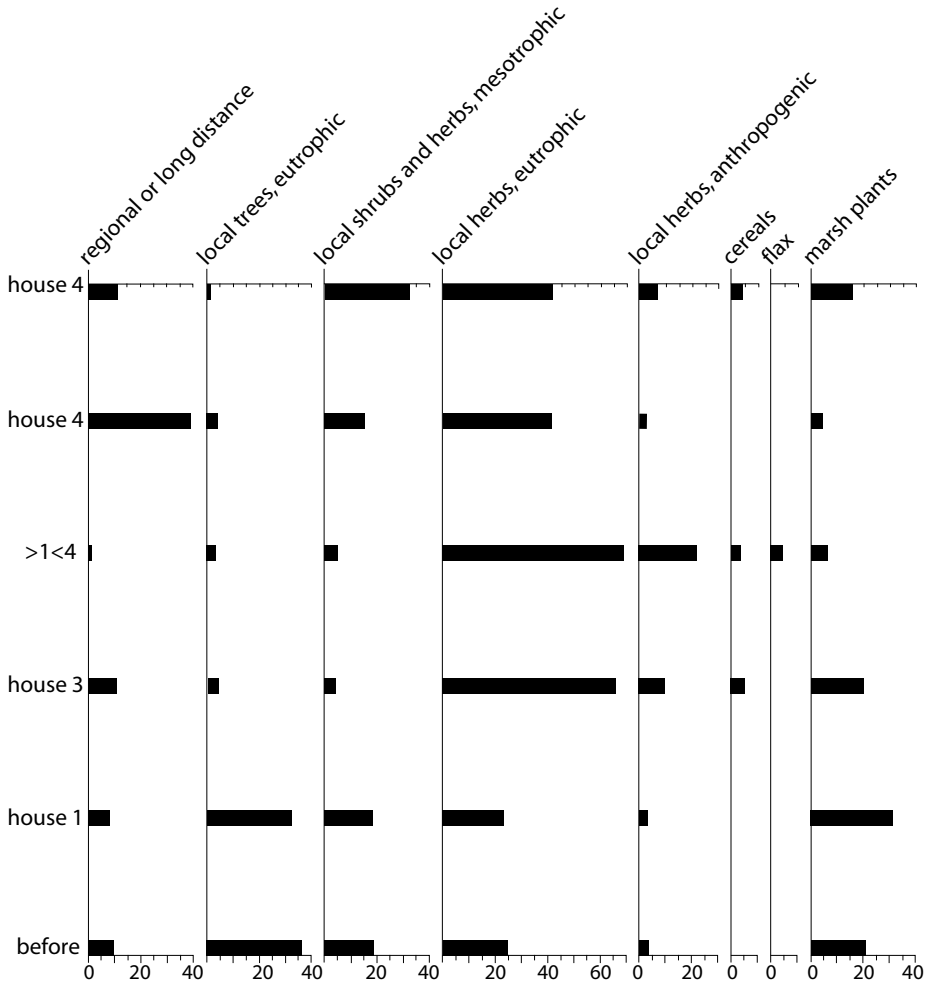 regional or long distance
local trees, eutrophic
local shrubs and herbs, mesotrophic
local herbs, eutrophic
local herbs, anthropogenic
cereals
flax
marsh plants
house 4
house 4
>1<4
house 3
house 1
before
0 20 40 20 40 20 40 0 20 40 60 0 20 0 0 0 20 40